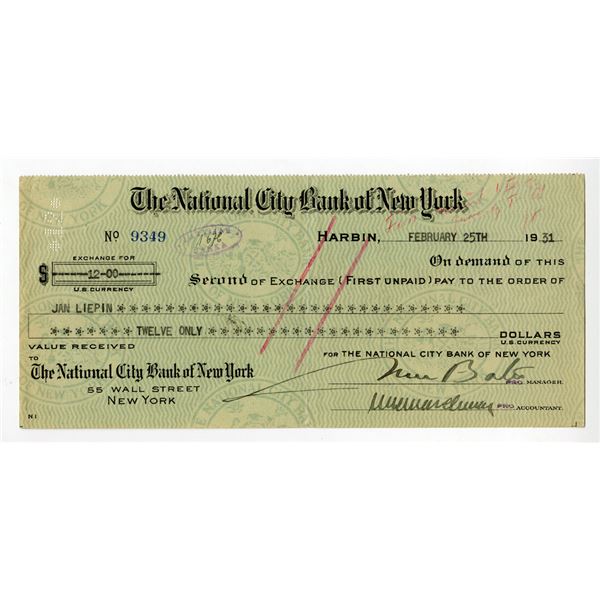 The National City Bank of New York
No 9349
HARBIN, FEBRUARY 25TH 1931
EXCHANGE FOR
$ 12-00
U.S. CURRENCY
On demand of this
Second of Exchange (First unpaid) pay to the order of
JAN LIEPIN ************************
****** TWELVE ONLY ****************** DOLLARS
U.S. CURRENCY
VALUE RECEIVED
TO
The National City Bank of New York
55 WALL STREET
NEW YORK
FOR THE NATIONAL CITY BANK OF NEW YORK
PRO MANAGER.
PRO ACCOUNTANT.
N 1